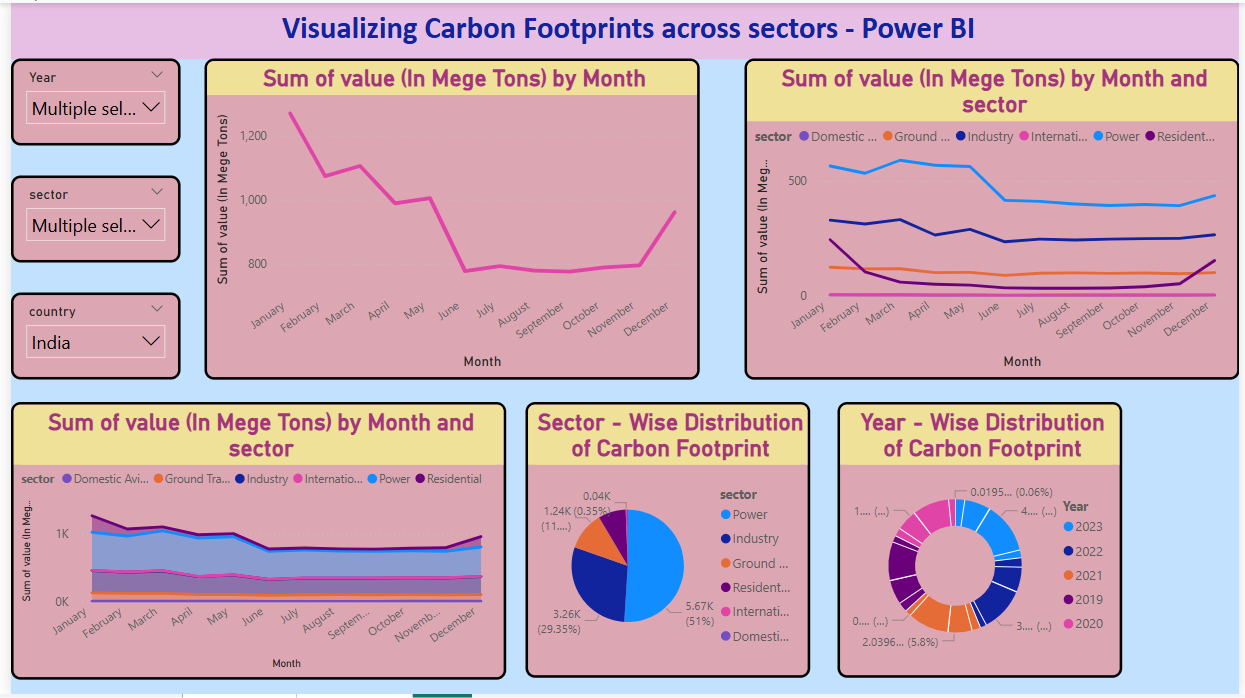 Visualizing Carbon Footprints across sectors - Power BI
Year
Multiple sel...
sector
Multiple sel...
country
India
Sum of value (In Mege Tons) by Month
Sum of value (In Mege Tons)
1,200
1,000
800
January
February
March
April
May
June
July
August
September
October
November
December
Month
Sum of value (In Mege Tons) by Month and
sector
sector Domestic ... Ground ... Industry Internati... Power Resident...
Sum of value (In Meg...
500
0
January
February
March
April
May
June
July
August
September
October
November
December
Month
Sum of value (In Mege Tons) by Month and
sector
sector Domestic Avi... Ground Tra... Industry Internatio... Power Residential
Sum of value (In Meg...
1K
0K
January
February
March
April
May
June
July
August
Septem...
October
Novemb...
December
Month
Sector - Wise Distribution
of Carbon Footprint
0.04K
(0.35%)
1.24K
(11....)
3.26K
(29.35%)
5.67K
(51%)
sector
Power
Industry
Ground ...
Resident...
Internati...
Domesti...
Year - Wise Distribution
of Carbon Footprint
0.0195... (0.06%)
1.... (...)
4.... (...)
0.... (...)
3.... (...)
2.0396... (5.8%)
Year
2023
2022
2021
2019
2020